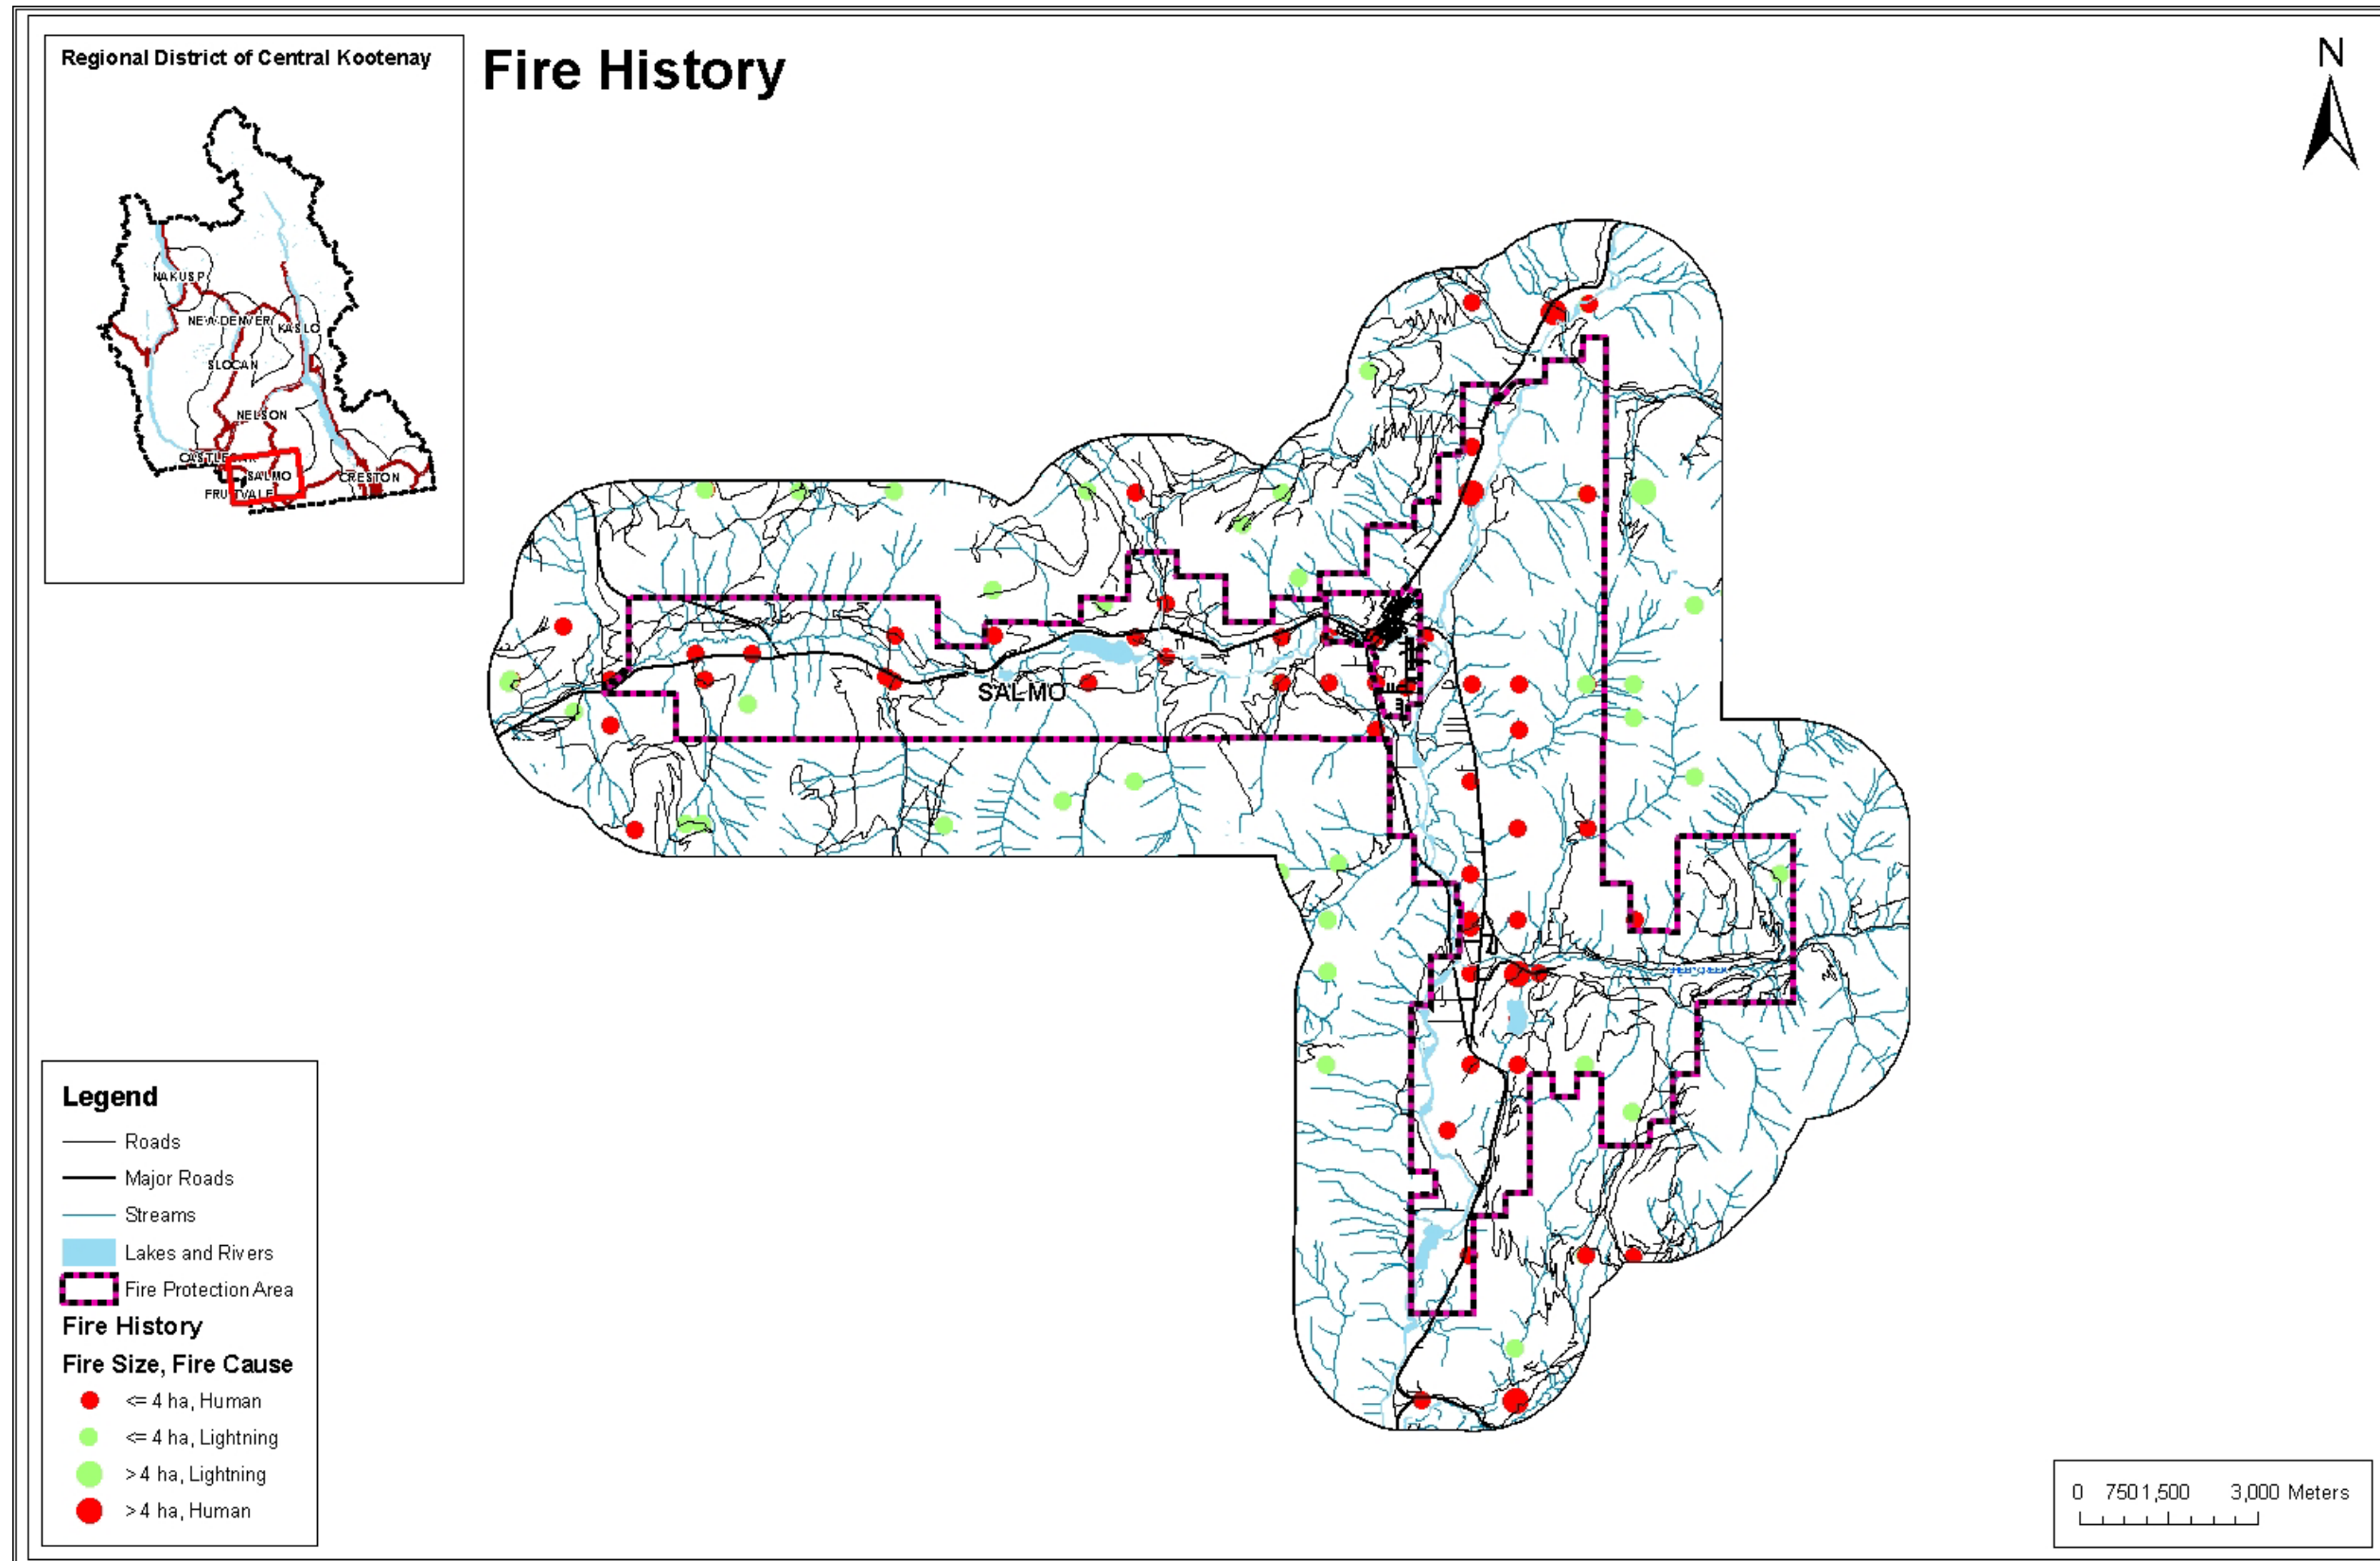 Regional District of Central Kootenay
Fire History
N
NAKUSP
NEW DENVER
KASLO
SLOCAN
NELSON
SALMO
CRESTON
SALMO
SHEEP CREEK
Legend
Roads
Major Roads
Streams
Lakes and Rivers
Fire Protection Area
Fire History
Fire Size, Fire Cause
<= 4 ha, Human
<= 4 ha, Lightning
> 4 ha, Lightning
> 4 ha, Human
0 750 1,500 3,000 Meters